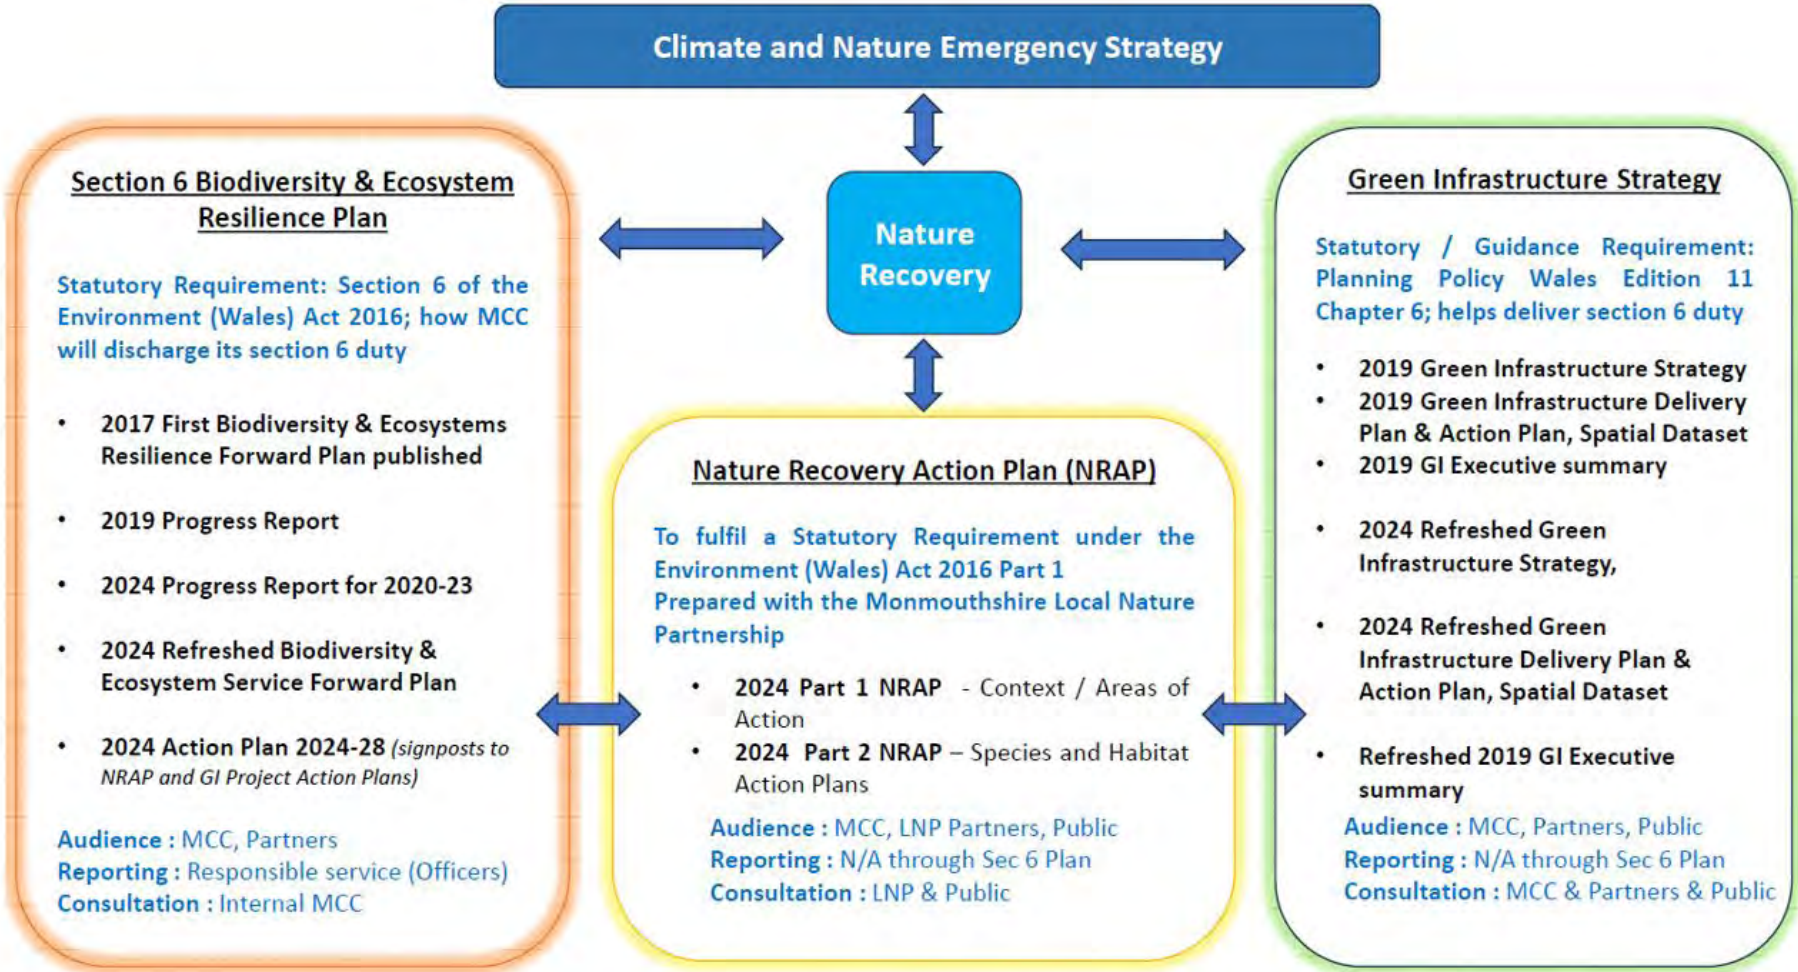 Climate and Nature Emergency Strategy
Section 6 Biodiversity & Ecosystem
Resilience Plan
Statutory Requirement: Section 6 of the
Environment (Wales) Act 2016; how MCC
will discharge its section 6 duty
• 2017 First Biodiversity & Ecosystems
Resilience Forward Plan published
• 2019 Progress Report
• 2024 Progress Report for 2020-23
• 2024 Refreshed Biodiversity &
Ecosystem Service Forward Plan
• 2024 Action Plan 2024-28 (signposts to
NRAP and GI Project Action Plans)
Audience : MCC, Partners
Reporting : Responsible service (Officers)
Consultation : Internal MCC
Nature
Recovery
Nature Recovery Action Plan (NRAP)
To fulfil a Statutory Requirement under the
Environment (Wales) Act 2016 Part 1
Prepared with the Monmouthshire Local Nature
Partnership
• 2024 Part 1 NRAP - Context / Areas of
Action
• 2024 Part 2 NRAP – Species and Habitat
Action Plans
Audience : MCC, LNP Partners, Public
Reporting : N/A through Sec 6 Plan
Consultation : LNP & Public
Green Infrastructure Strategy
Statutory / Guidance Requirement:
Planning Policy Wales Edition 11
Chapter 6; helps deliver section 6 duty
• 2019 Green Infrastructure Strategy
• 2019 Green Infrastructure Delivery
Plan & Action Plan, Spatial Dataset
• 2019 GI Executive summary
• 2024 Refreshed Green
Infrastructure Strategy,
• 2024 Refreshed Green
Infrastructure Delivery Plan &
Action Plan, Spatial Dataset
• Refreshed 2019 GI Executive
summary
Audience : MCC, Partners, Public
Reporting : N/A through Sec 6 Plan
Consultation : MCC & Partners & Public